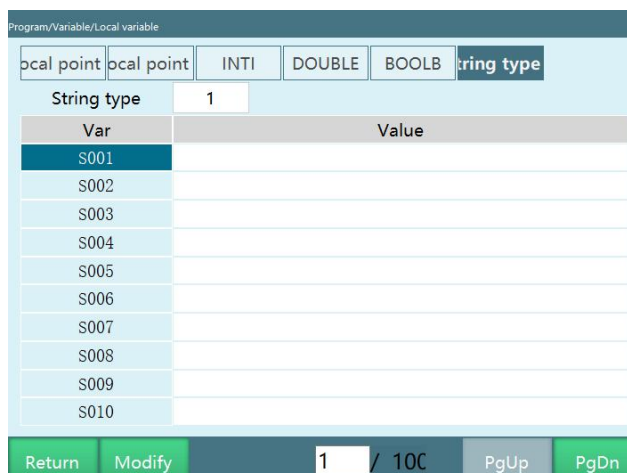 Program/Variable/Local variable
ocal point ocal point INTI DOUBLE BOOLB tring type
String type 1
Var Value
S001
S002
S003
S004
S005
S006
S007
S008
S009
S010
Return Modify 1 / 100 PgUp PgDn